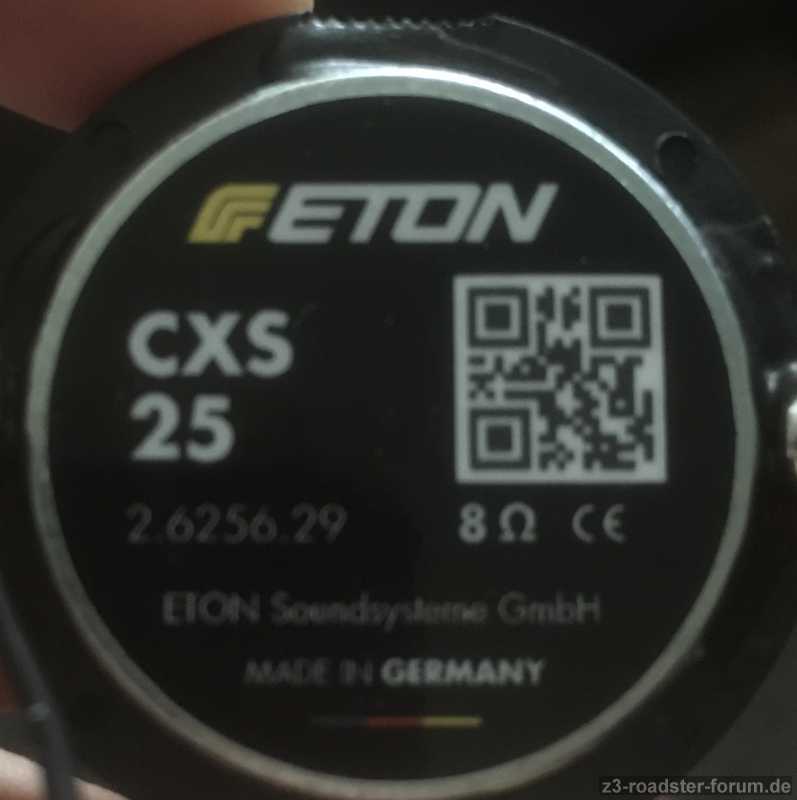 ETON
CXS
25
2.6256.29
8 Ω CE
ETON Soundsysteme GmbH
MADE IN GERMANY
z3-roadster-forum.de